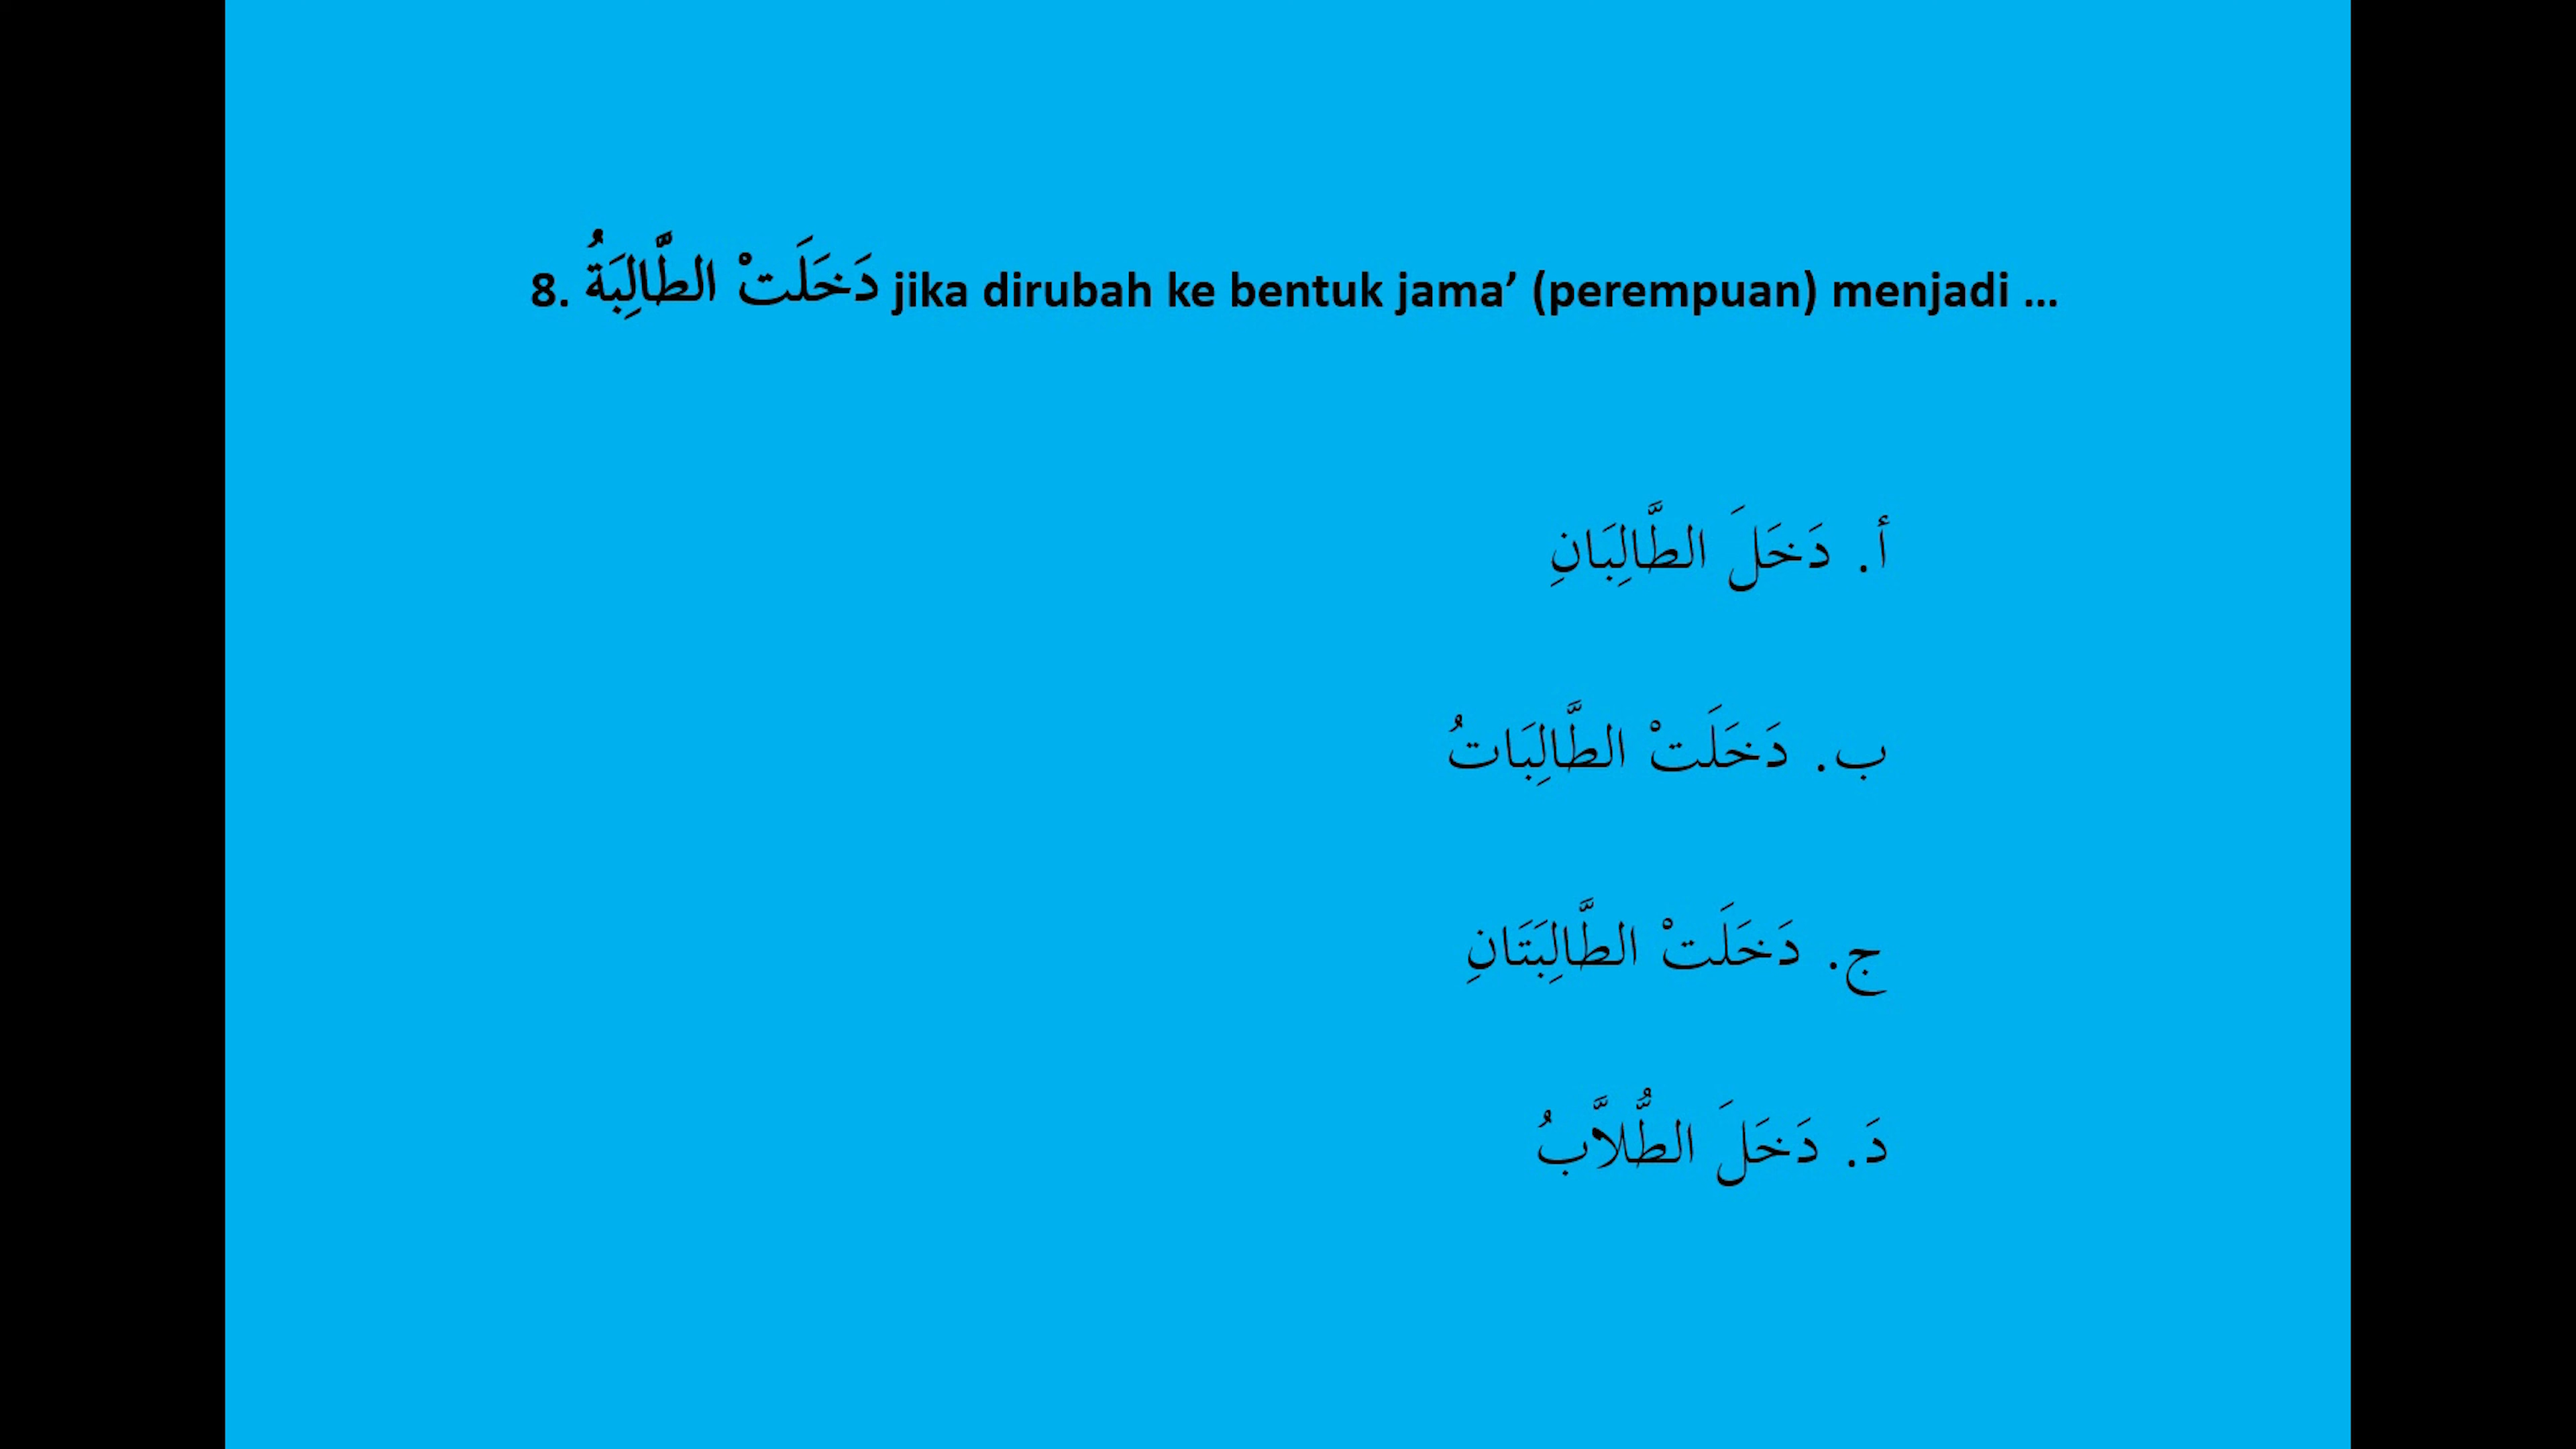 8. دَخَلَتْ الطَّالِبَةُ jika dirubah ke bentuk jama’ (perempuan) menjadi ...
أ. دَخَلَ الطَّالِبَانِ
ب. دَخَلَتْ الطَّالِبَاتُ
ج. دَخَلَتْ الطَّالِبَتَانِ
دَ. دَخَلَ الطُّلاَّبُ